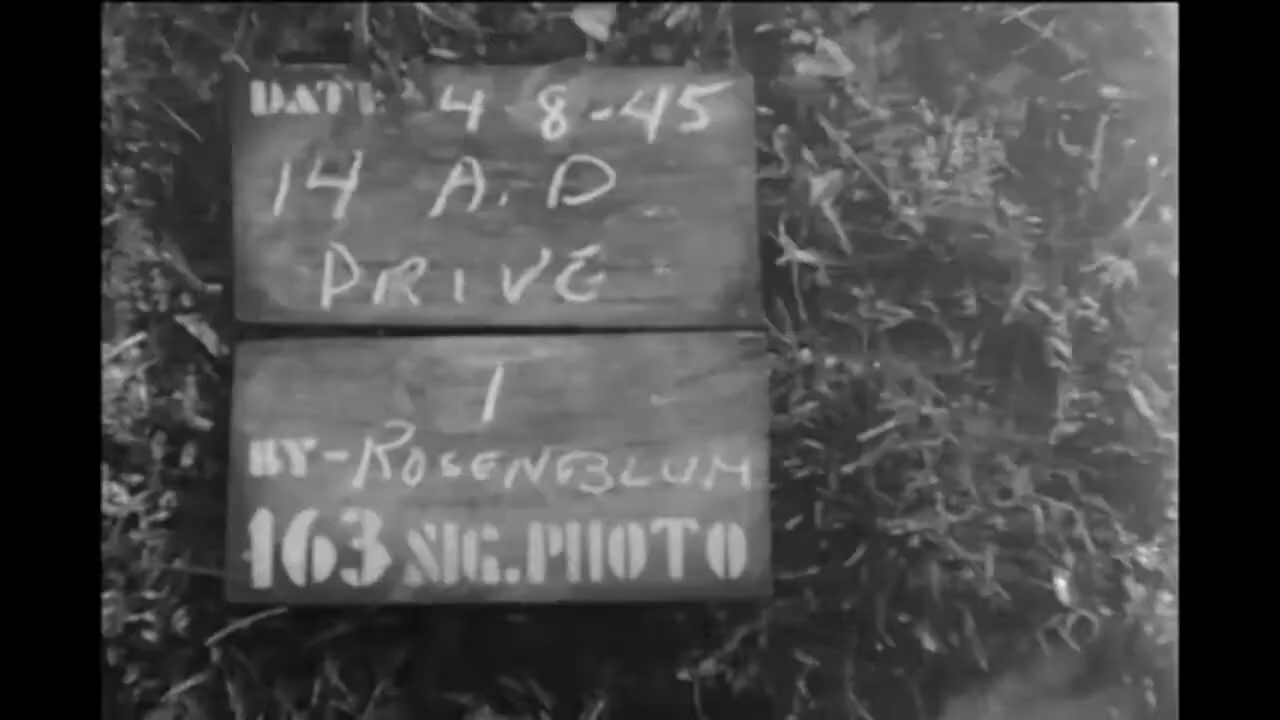 DATE 4 8-45
14 A.D
DRIVE
1
BY-ROSENBLUM
163 SIG.PHOTO